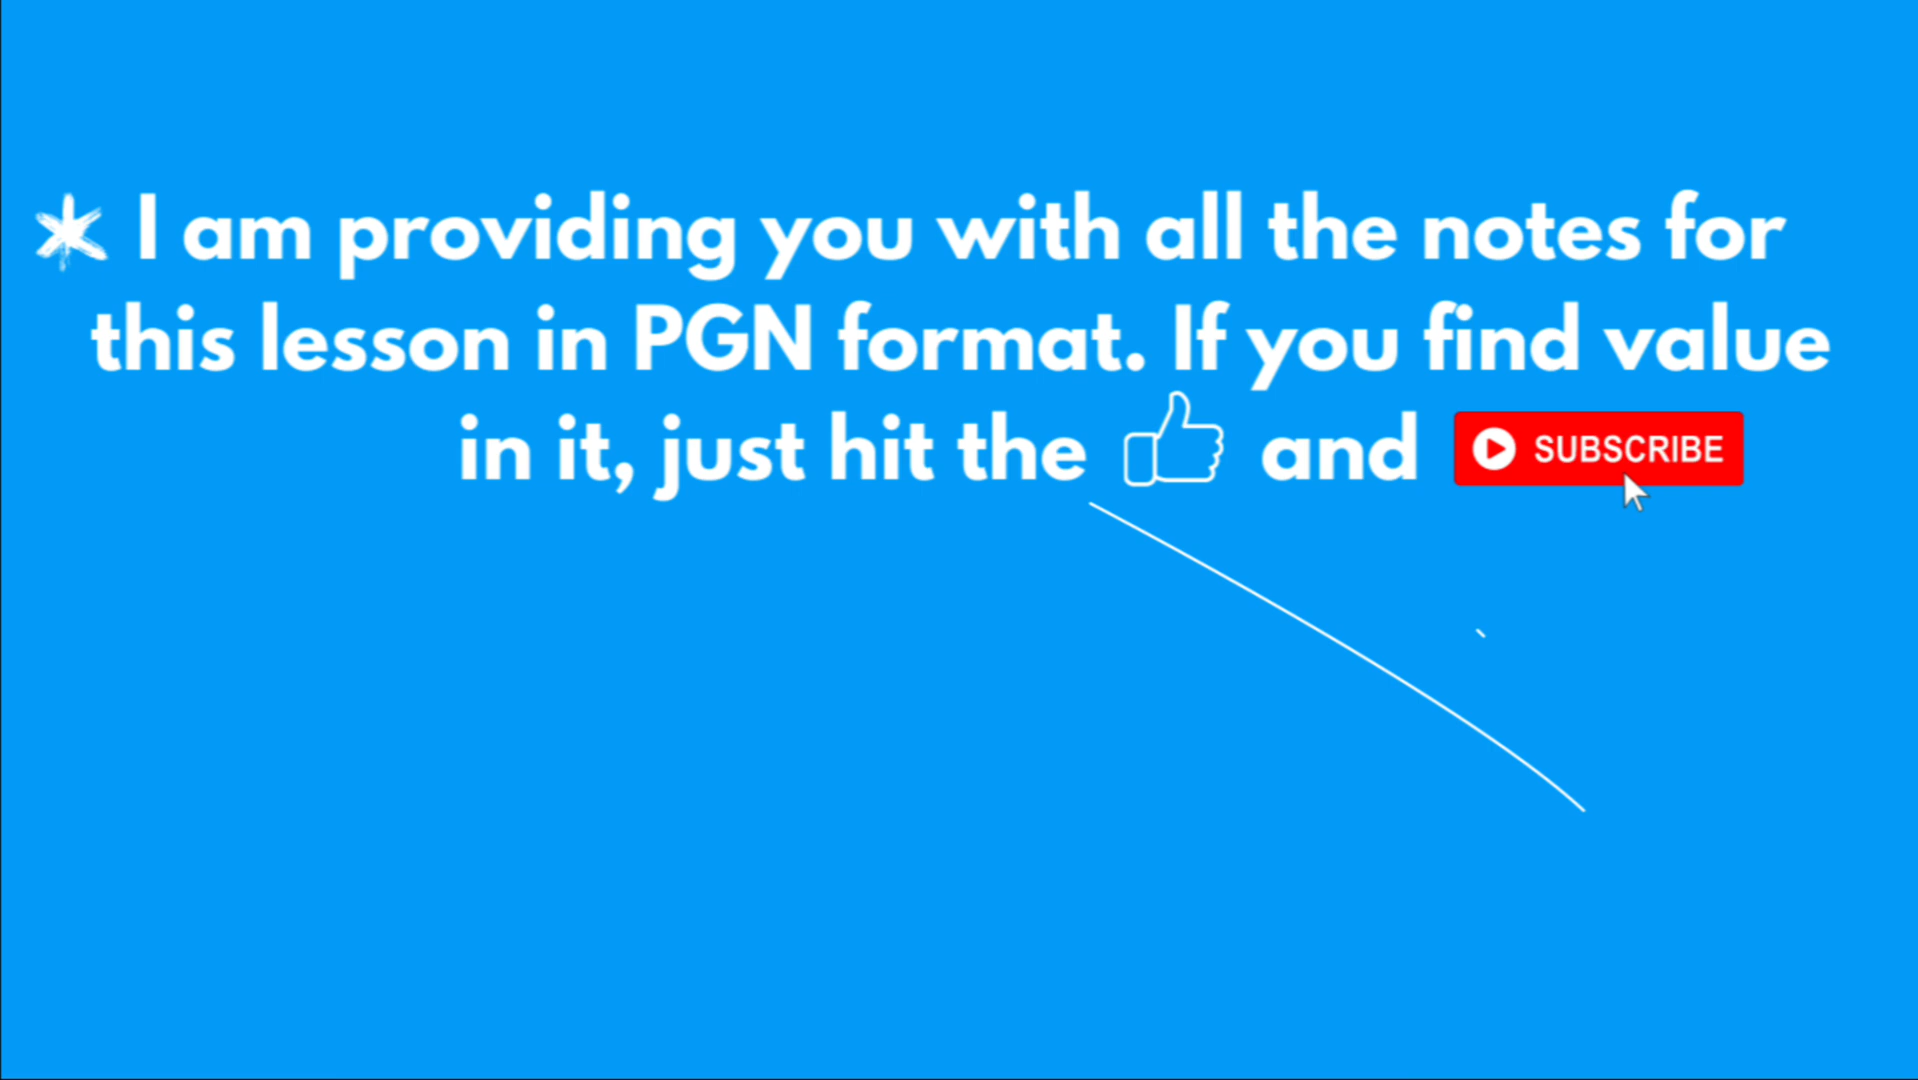 * I am providing you with all the notes for
this lesson in PGN format. If you find value
in it, just hit the and SUBSCRIBE